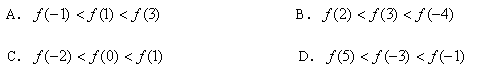 A. f(−1) < f(1) < f(3)    B. f(2) < f(3) < f(−4)
C. f(−2) < f(0) < f(1)    D. f(5) < f(−3) < f(−1)